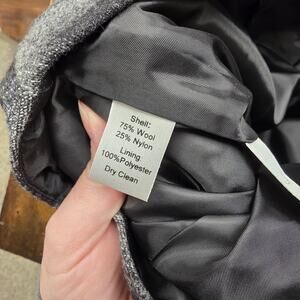 Shell:
75% Wool
25% Nylon
Lining
100%Polyester
Dry Clean